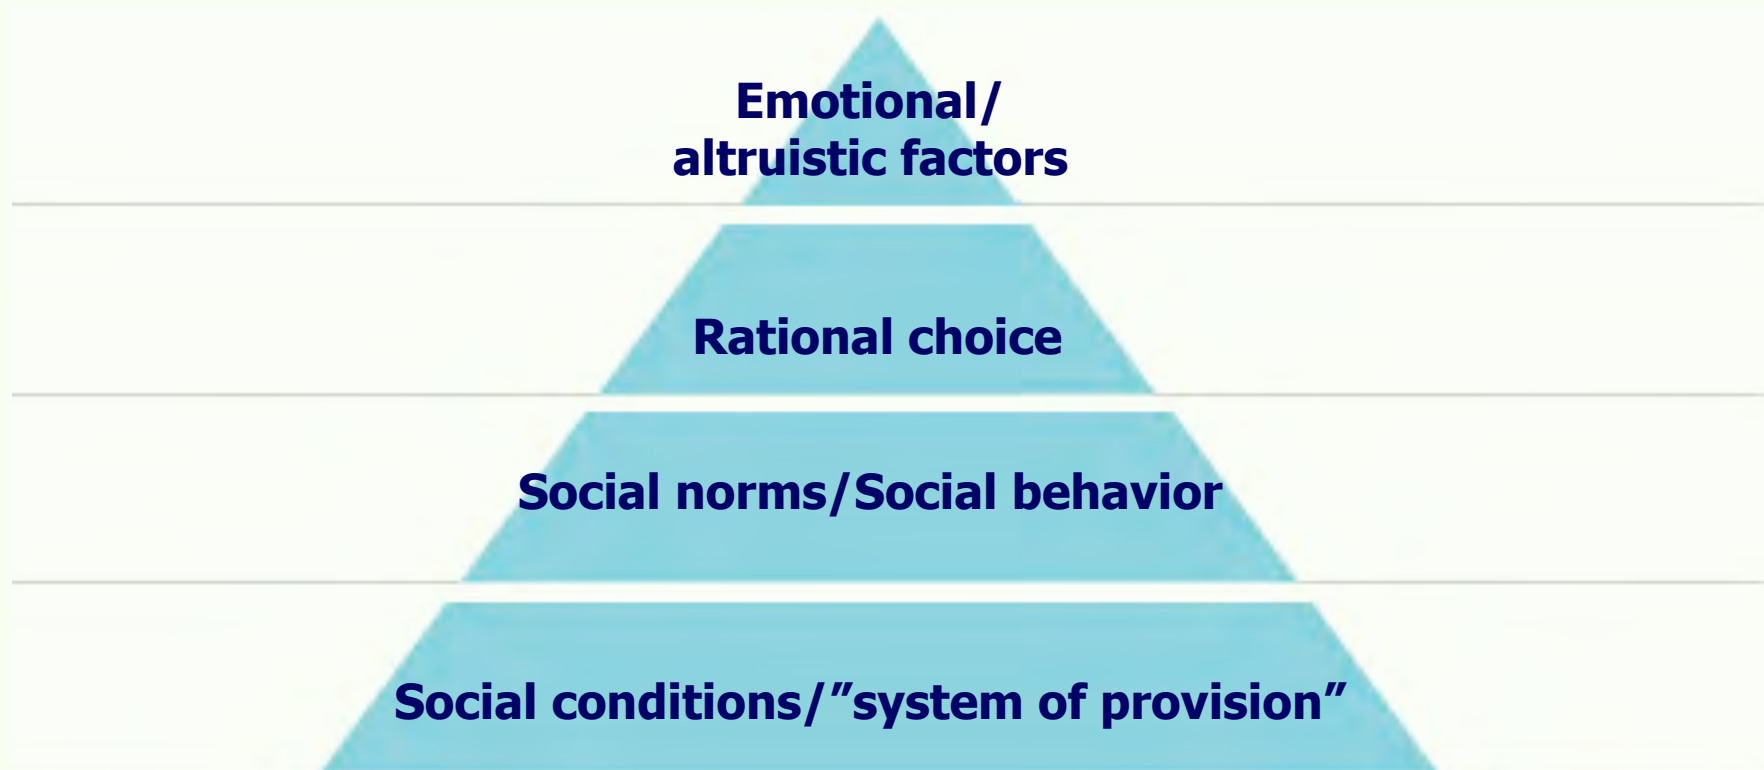 Emotional/
altruistic factors
Rational choice
Social norms/Social behavior
Social conditions/”system of provision”